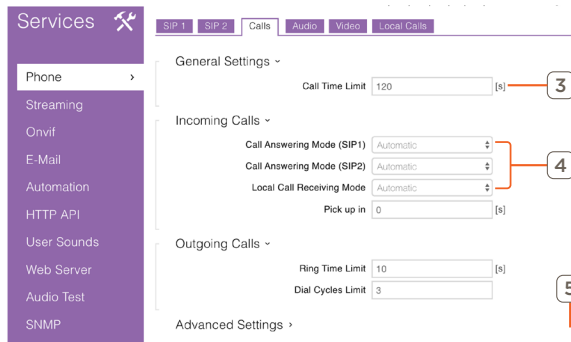 Services
SIP 1 SIP 2 Calls Audio Video Local Calls
Phone ›
Streaming
Onvif
E-Mail
Automation
HTTP API
User Sounds
Web Server
Audio Test
SNMP
General Settings
Call Time Limit 120 [s] 3
Incoming Calls
Call Answering Mode (SIP1) Automatic
Call Answering Mode (SIP2) Automatic 4
Local Call Receiving Mode Automatic
Pick up in 0 [s]
Outgoing Calls
Ring Time Limit 10 [s]
Dial Cycles Limit 3
5
Advanced Settings ›